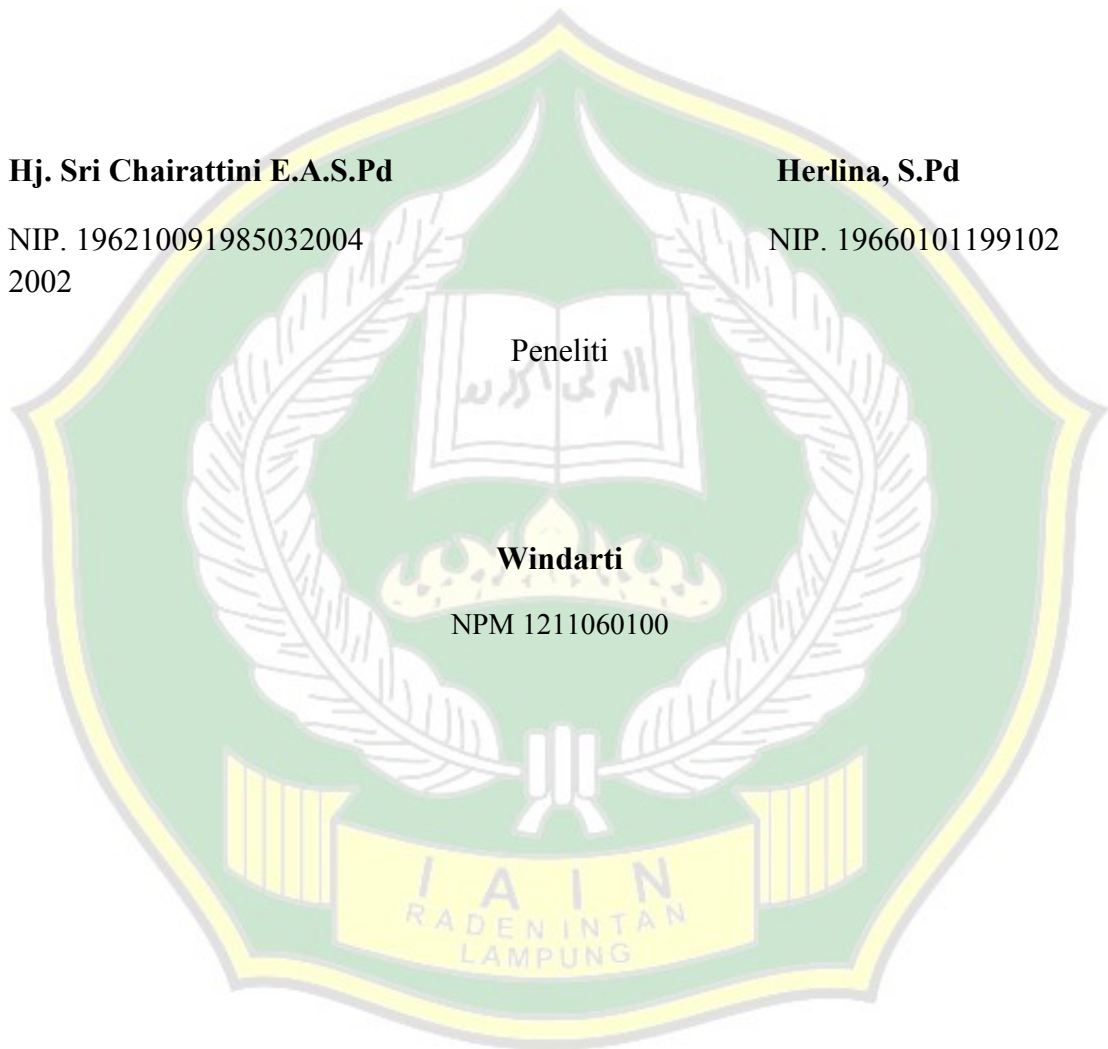 Hj. Sri Chairattini E.A.S.Pd Herlina, S.Pd
NIP. 196210091985032004 NIP. 19660101199102
2002
Peneliti
Windarti
NPM 1211060100
I A I N
RADEN INTAN
LAMPUNG